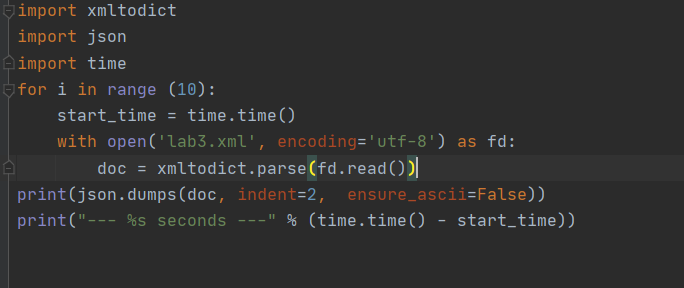 import xmltodict
import json
import time
for i in range (10):
    start_time = time.time()
    with open('lab3.xml', encoding='utf-8') as fd:
        doc = xmltodict.parse(fd.read())
print(json.dumps(doc, indent=2,  ensure_ascii=False))
print("--- %s seconds ---" % (time.time() - start_time))